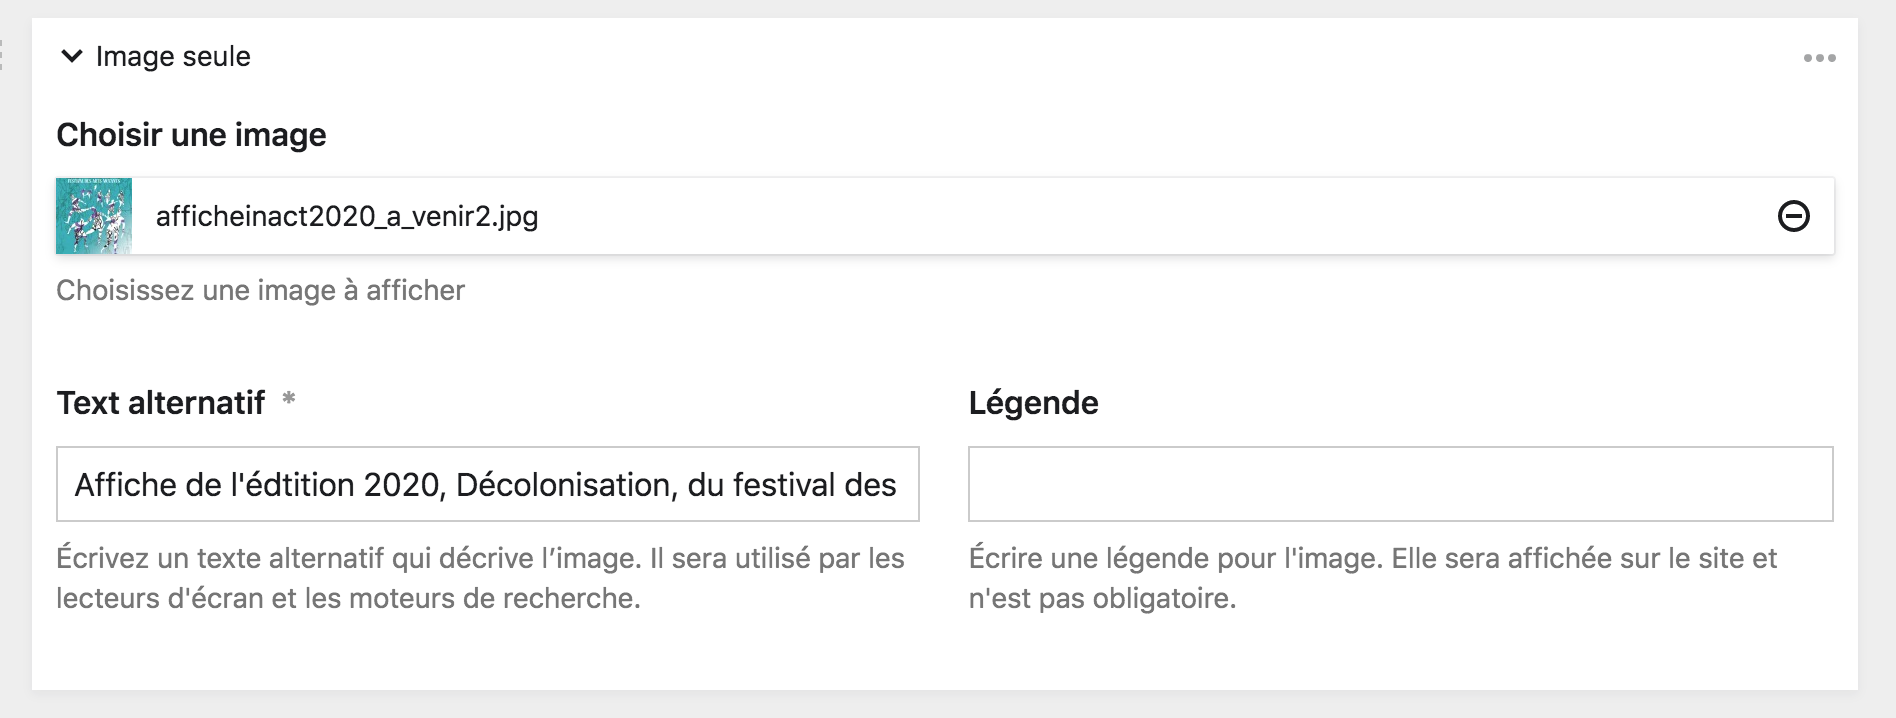 Image seule
Choisir une image
afficheinact2020_a_venir2.jpg
Choisissez une image à afficher
Text alternatif *
Légende
Affiche de l'édtition 2020, Décolonisation, du festival des
Écrivez un texte alternatif qui décrive l’image. Il sera utilisé par les
lecteurs d'écran et les moteurs de recherche.
Écrire une légende pour l'image. Elle sera affichée sur le site et
n'est pas obligatoire.